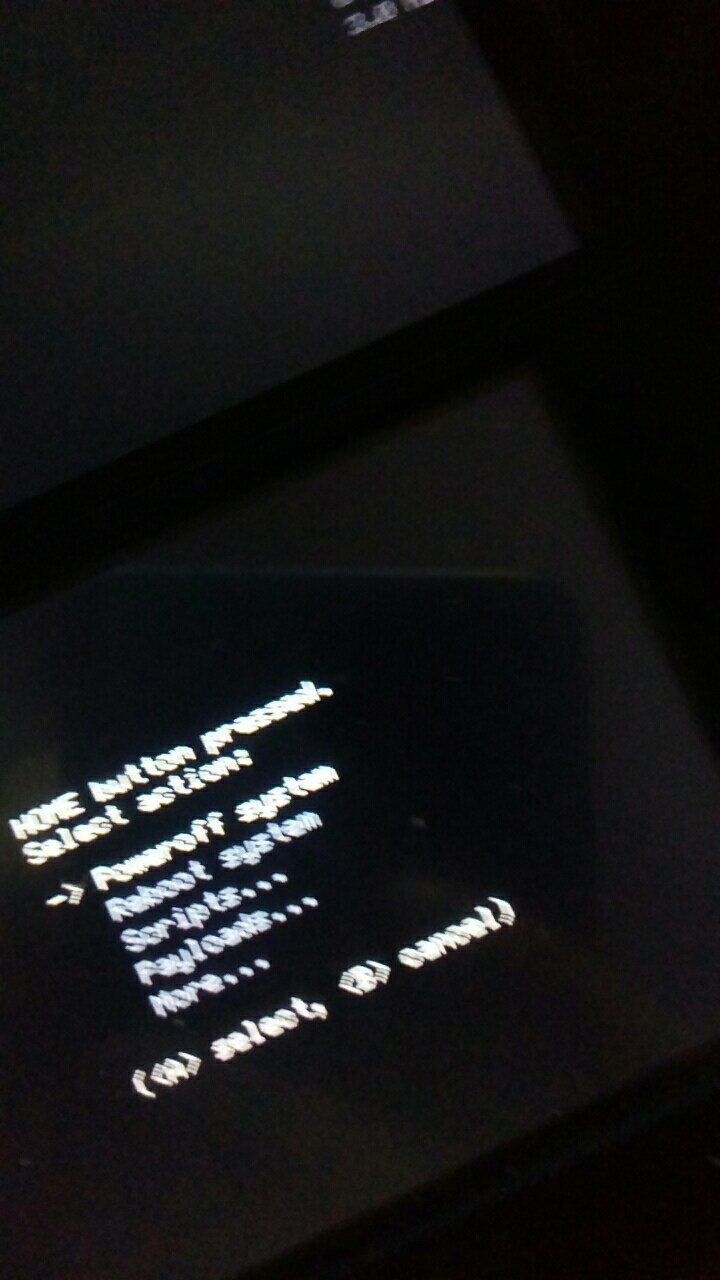 HOME button pressed.
Select action:
-> Poweroff system
Reboot system
Scripts...
Payloads...
More...
(<A> select, <B> cancel)